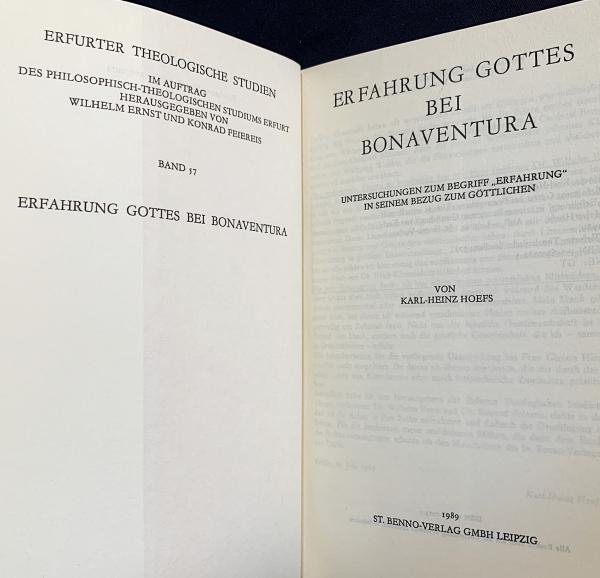 ERFURTER THEOLOGISCHE STUDIEN
IM AUFTRAG
DES PHILOSOPHISCH-THEOLOGISCHEN STUDIUMS ERFURT
HERAUSGEGEBEN VON
WILHELM ERNST UND KONRAD FEIEREIS
BAND 57
ERFAHRUNG GOTTES BEI BONAVENTURA
ERFAHRUNG GOTTES
BEI
BONAVENTURA
UNTERSUCHUNGEN ZUM BEGRIFF „ERFAHRUNG“
IN SEINEM BEZUG ZUM GÖTTLICHEN
VON
KARL-HEINZ HOEFS
1989
ST. BENNO-VERLAG GMBH LEIPZIG